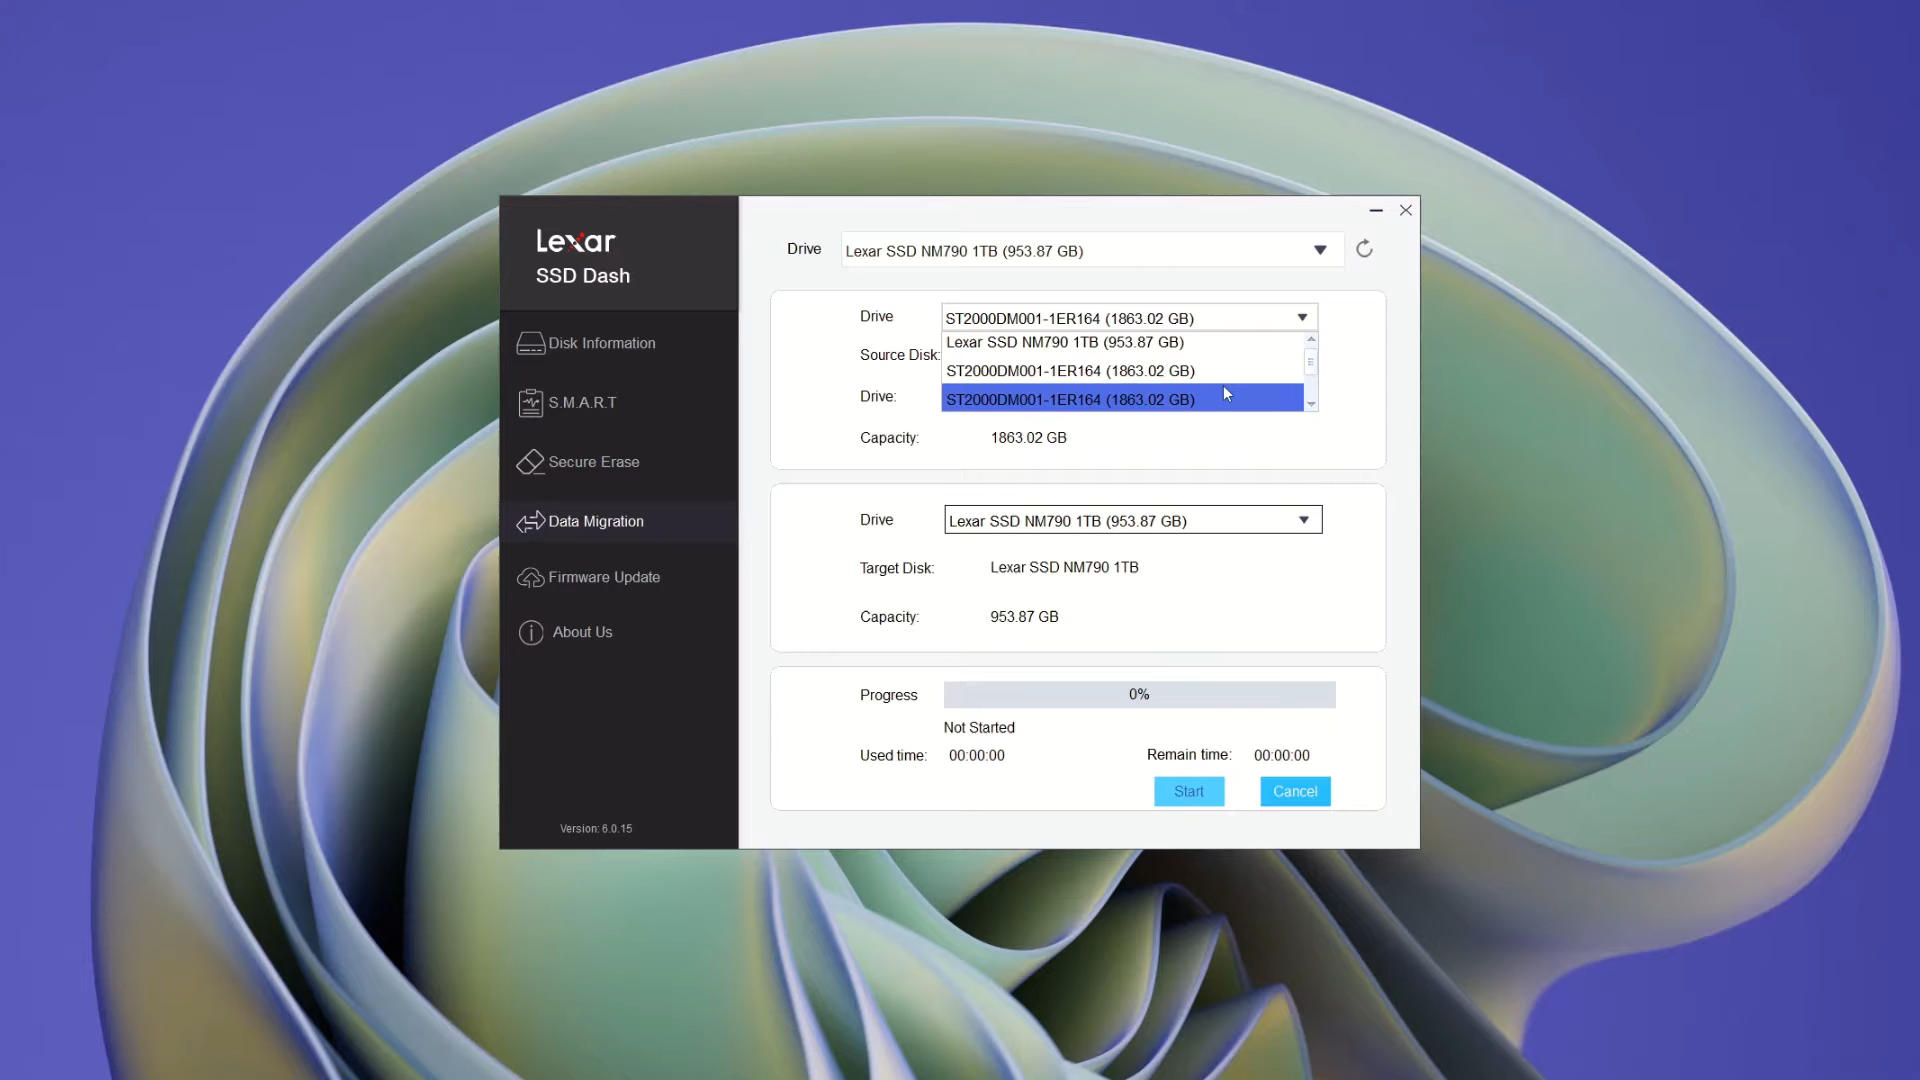 Lexar
SSD Dash
Disk Information
S.M.A.R.T
Secure Erase
Data Migration
Firmware Update
About Us
Version: 6.0.15
Drive
Lexar SSD NM790 1TB (953.87 GB)
Drive
ST2000DM001-1ER164 (1863.02 GB)
Lexar SSD NM790 1TB (953.87 GB)
Source Disk:
ST2000DM001-1ER164 (1863.02 GB)
Drive:
ST2000DM001-1ER164 (1863.02 GB)
Capacity:
1863.02 GB
Drive
Lexar SSD NM790 1TB (953.87 GB)
Target Disk:
Lexar SSD NM790 1TB
Capacity:
953.87 GB
Progress
0%
Not Started
Used time:
00:00:00
Remain time:
00:00:00
Start
Cancel